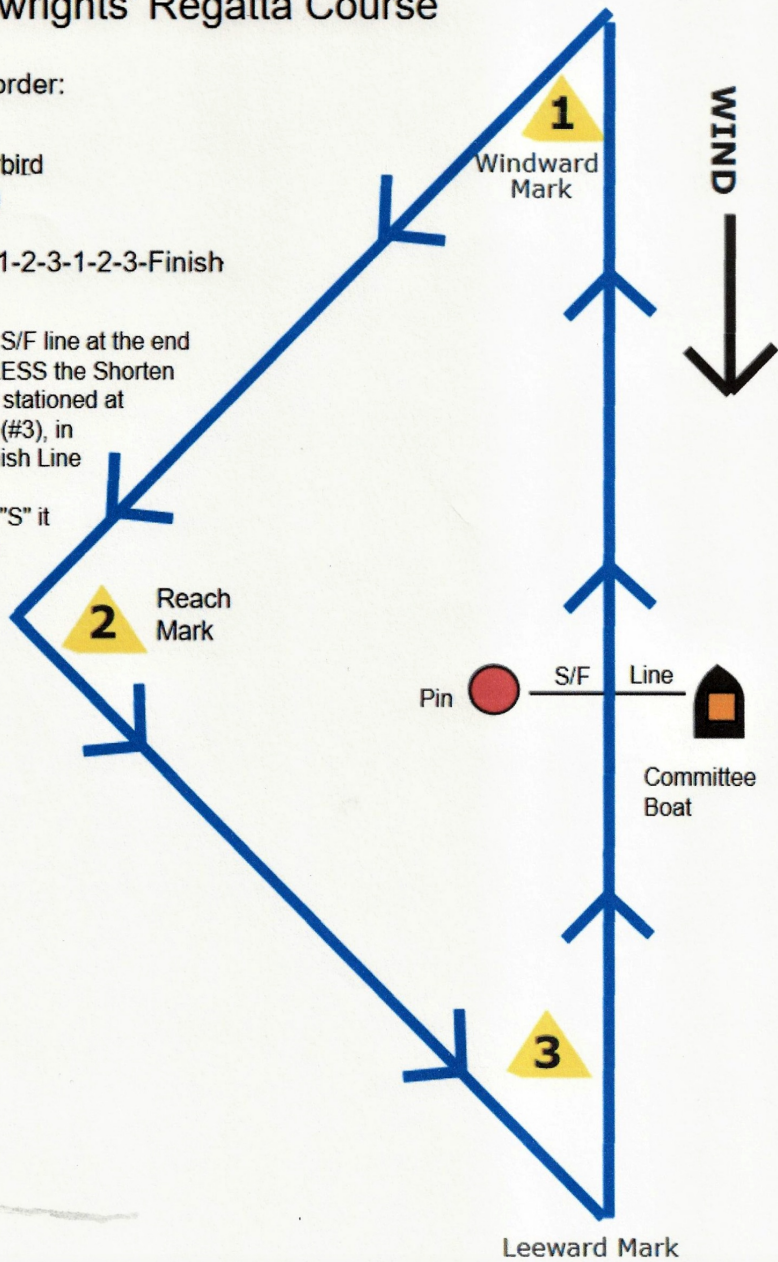 wrights' Regatta Course
order:
bird
1-2-3-1-2-3-Finish
S/F line at the end
ESS the Shorten
stationed at
(#3), in
ish Line
"S" it
1
Windward
Mark
WIND
2
Reach
Mark
Pin
S/F Line
Committee
Boat
3
Leeward Mark